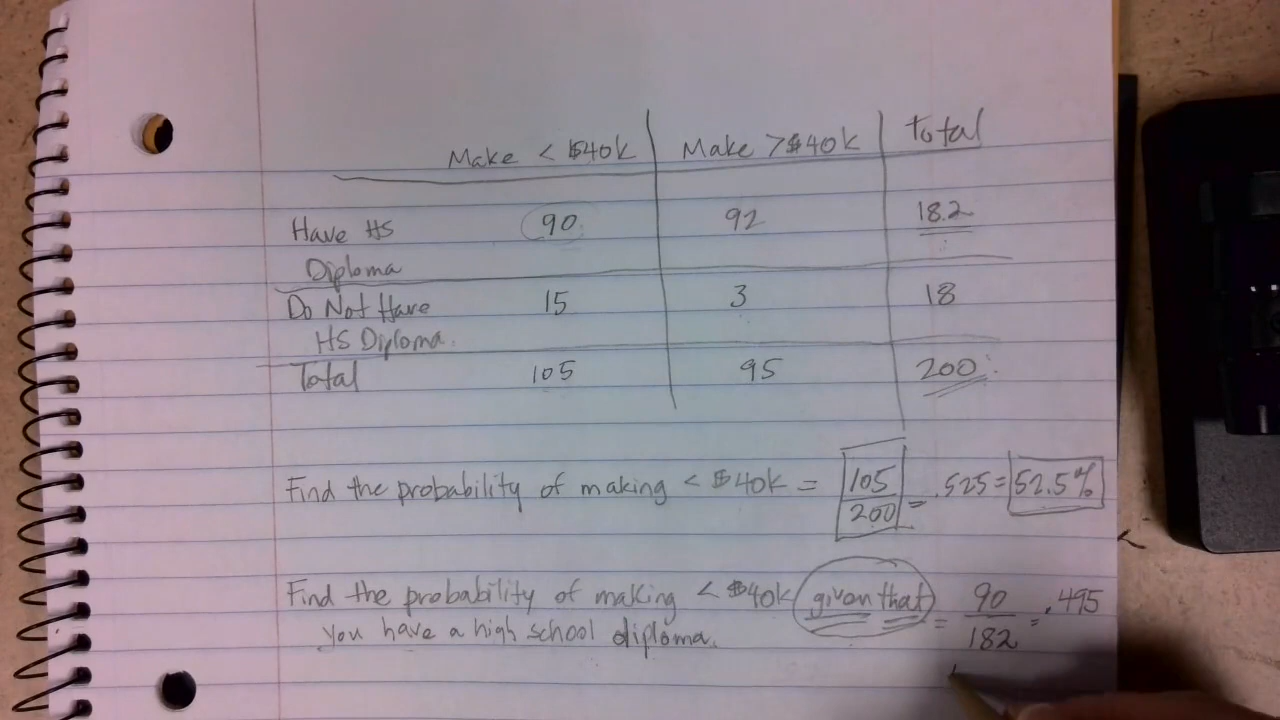 Make < $40k Make > $40k Total
Have HS 90 92 18.2
Diploma
Do Not Have 15 3 18
HS Diploma.
Total 105 95 200
Find the probability of making < $40k = 105/200 = .525 = 52.5%
Find the probability of making < $40k given that = 90/182 = .495
you have a high school diploma.